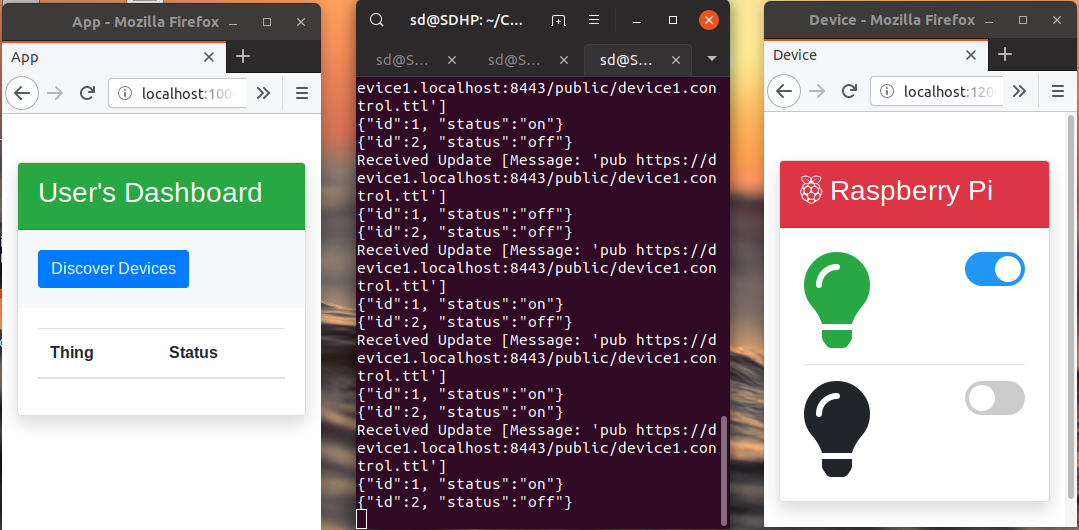 App - Mozilla Firefox
App
localhost:100
User's Dashboard
Discover Devices
Thing Status
sd@SDHP: ~/C…
sd@S… sd@S… sd@S…
evice1.localhost:8443/public/device1.con
trol.ttl']
{"id":1, "status":"on"}
{"id":2, "status":"off"}
Received Update [Message: 'pub https://d
evice1.localhost:8443/public/device1.con
trol.ttl']
{"id":1, "status":"off"}
{"id":2, "status":"off"}
Received Update [Message: 'pub https://d
evice1.localhost:8443/public/device1.con
trol.ttl']
{"id":1, "status":"on"}
{"id":2, "status":"off"}
Received Update [Message: 'pub https://d
evice1.localhost:8443/public/device1.con
trol.ttl']
{"id":1, "status":"on"}
{"id":2, "status":"on"}
Received Update [Message: 'pub https://d
evice1.localhost:8443/public/device1.con
trol.ttl']
{"id":1, "status":"on"}
{"id":2, "status":"off"}
Device - Mozilla Firefox
Device
localhost:120
Raspberry Pi